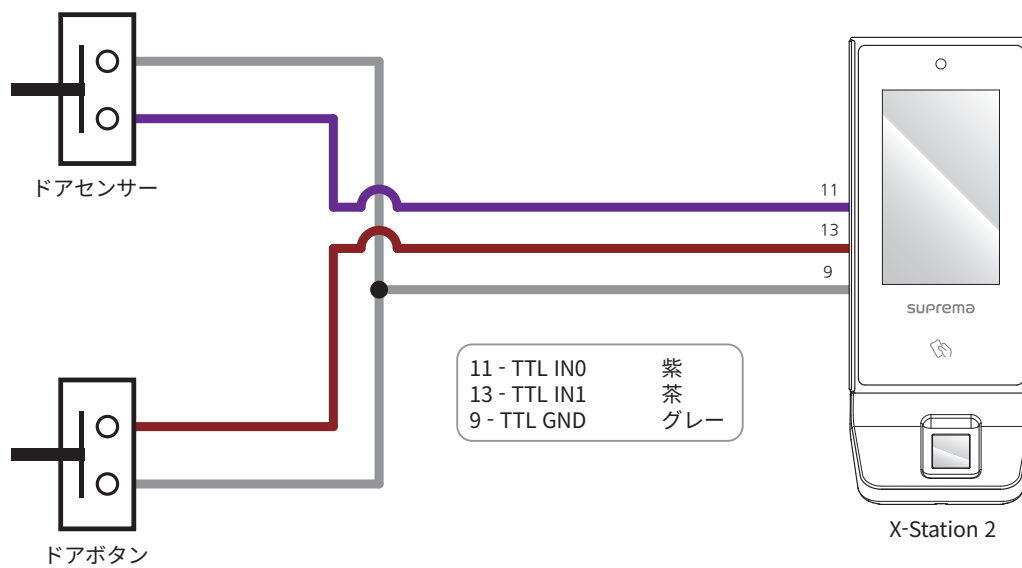 ドアセンサー
11
13
9
suprema
11 - TTL IN0 紫
13 - TTL IN1 茶
9 - TTL GND グレー
X-Station 2
ドアボタン